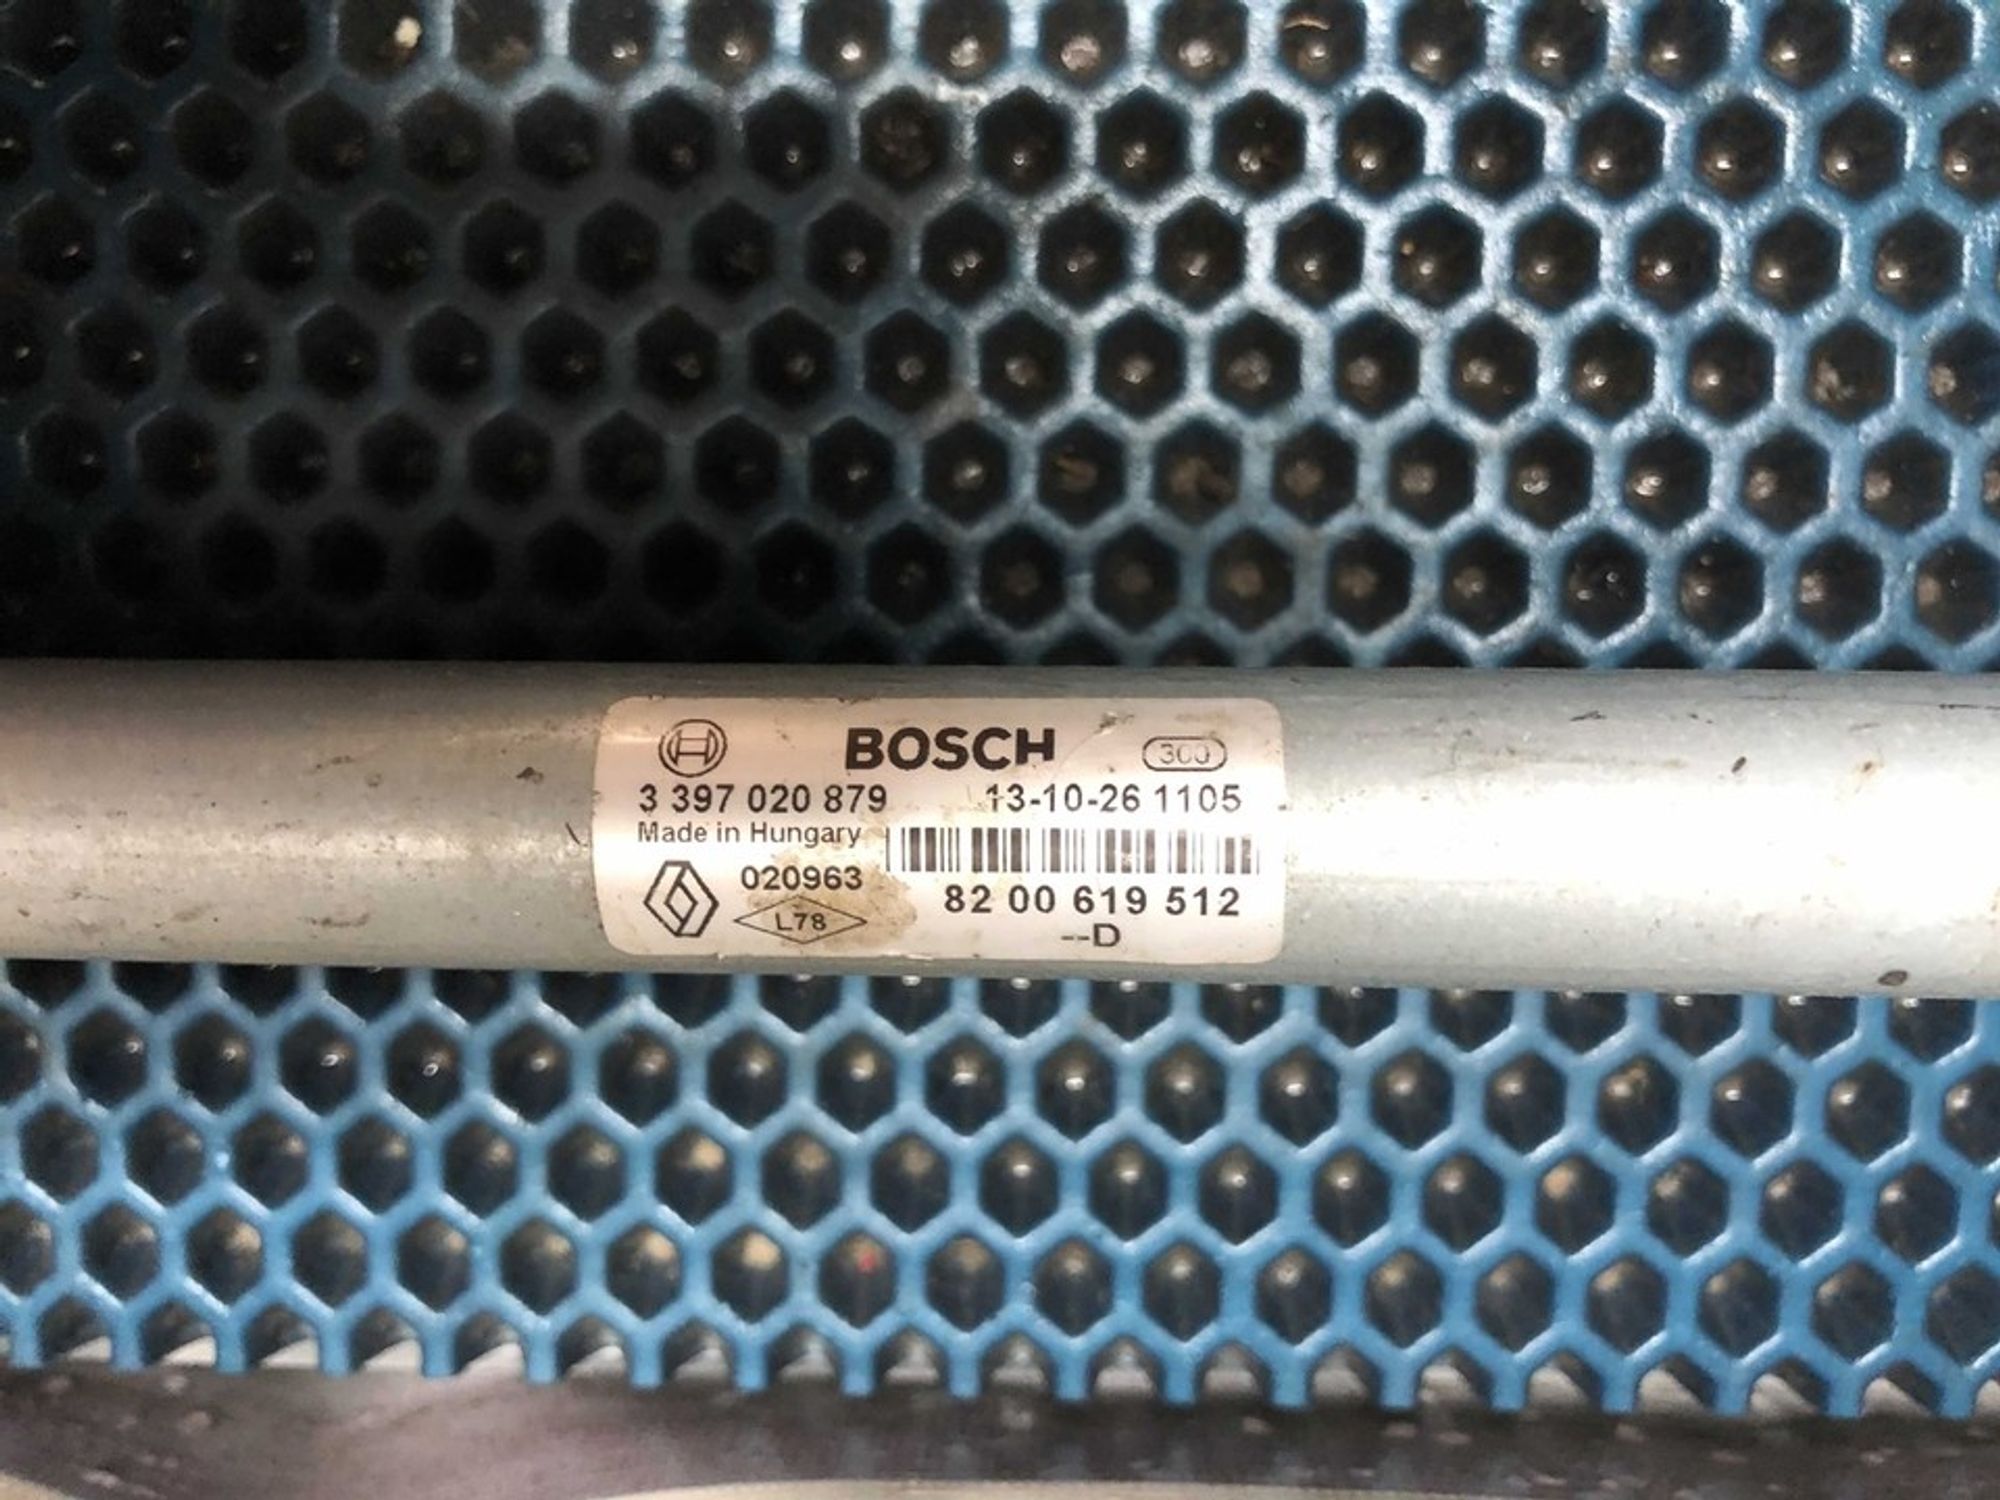 BOSCH 300
3 397 020 879 13-10-26 1105
Made in Hungary
020963
82 00 619 512
L78
--D